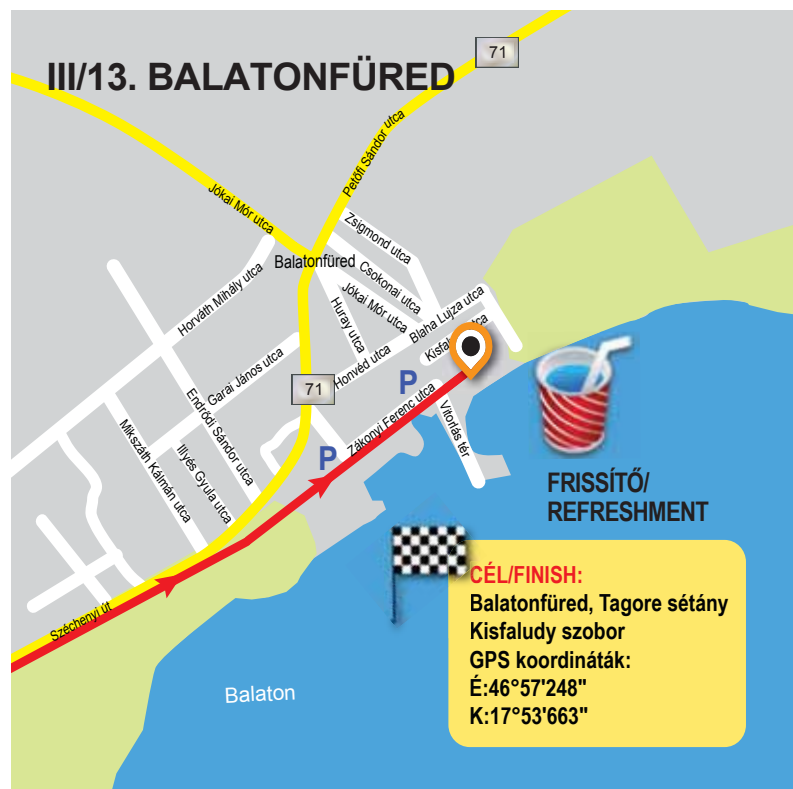 71
III/13. BALATONFÜRED
Petőfi Sándor utca
Jókai Mór utca
Zsigmond utca
Balatonfüred
Csokonai utca
Horváth Mihály utca
Jókai Mór utca
Huray utca
Blaha Lujza utca
Kisfa utca
Honvéd utca
Garai János utca
71
P
Endrődi Sándor utca
Zákonyi Ferenc utca
Vitorlás tér
Mikszáth Kálmán utca
Illyés Gyula utca
P
FRISSÍTŐ/
REFRESHMENT
CÉL/FINISH:
Balatonfüred, Tagore sétány
Kisfaludy szobor
GPS koordináták:
É:46°57'248"
K:17°53'663"
Széchenyi út
Balaton